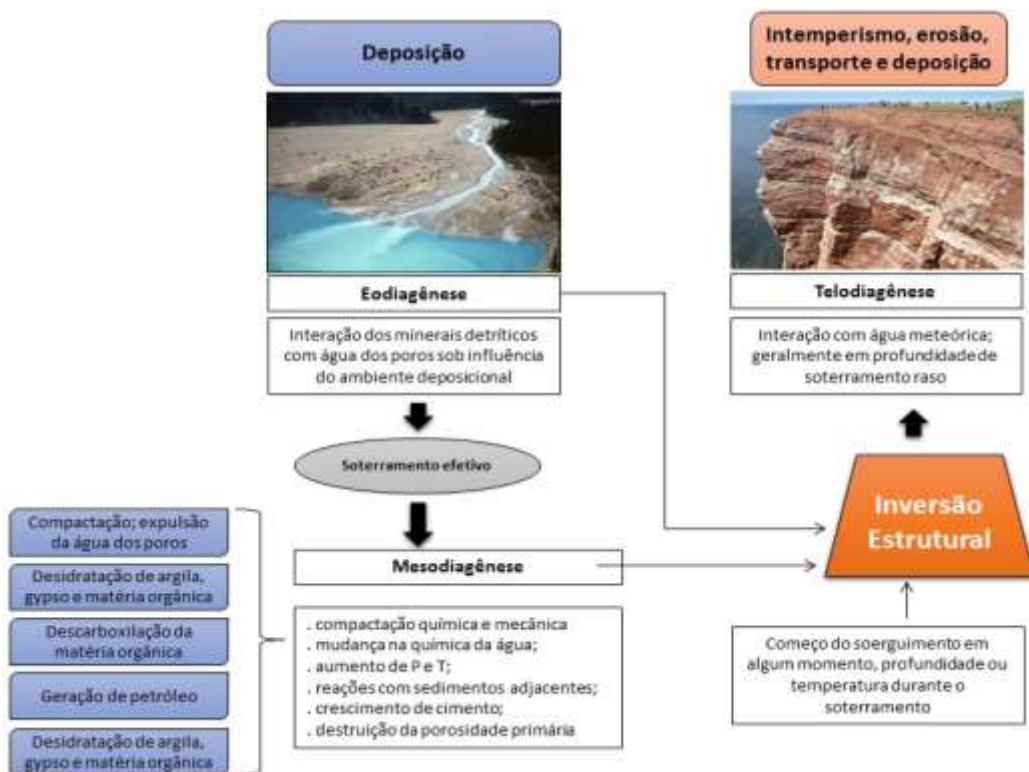 Deposição
Eodiagênese
Interação dos minerais detríticos
com água dos poros sob influência
do ambiente deposicional
Soterramento efetivo
Mesodiagênese
. compactação química e mecânica
. mudança na química da água;
. aumento de P e T;
. reações com sedimentos adjacentes;
. crescimento de cimento;
. destruição da porosidade primária
Compactação; expulsão
da água dos poros
Desidratação de argila,
gypso e matéria orgânica
Descarboxilação da
matéria orgânica
Geração de petróleo
Desidratação de argila,
gypso e matéria orgânica
Intemperismo, erosão,
transporte e deposição
Telodiagênese
Interação com água meteórica;
geralmente em profundidade de
soterramento raso
Inversão
Estrutural
Começo do soerguimento em
algum momento, profundidade ou
temperatura durante o
soterramento